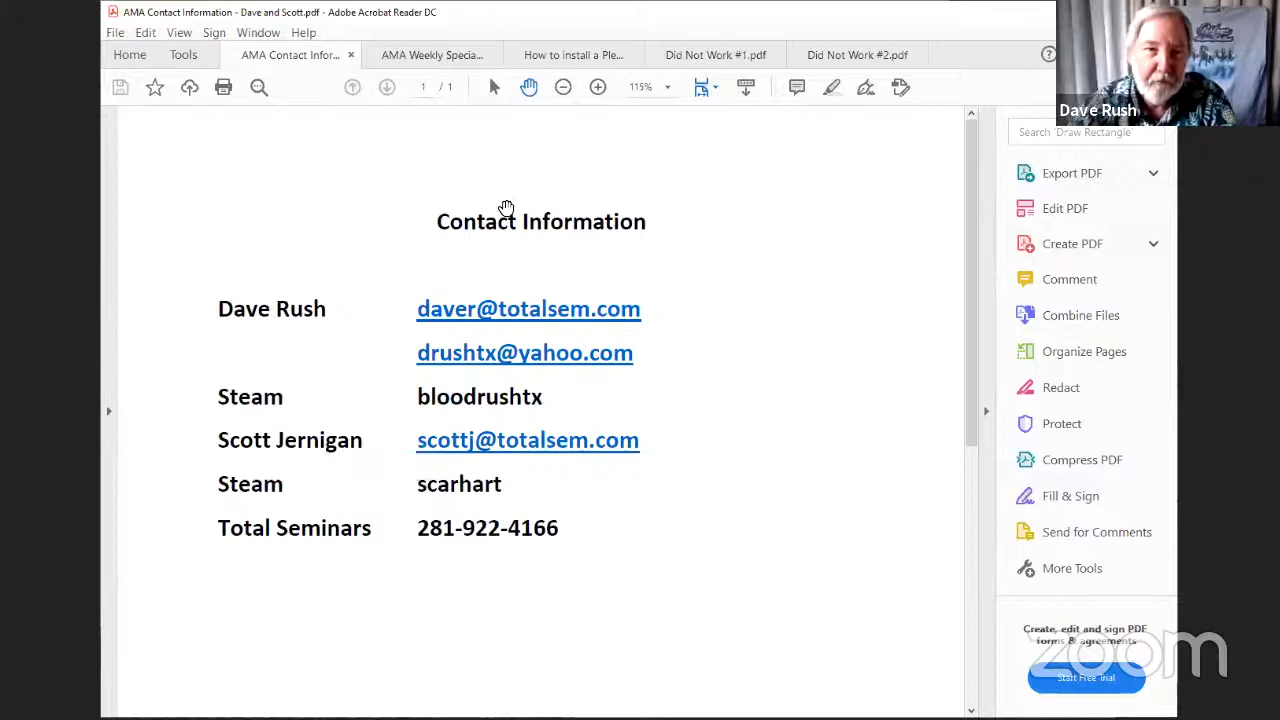 AMA Contact Information - Dave and Scott.pdf - Adobe Acrobat Reader DC
File Edit View Sign Window Help
Home Tools AMA Contact Infor... × AMA Weekly Specia... How to install a Ple... Did Not Work #1.pdf Did Not Work #2.pdf
1 / 1 115%
Dave Rush
Search 'Draw Rectangle'
Contact Information
Dave Rush daver@totalsem.com
drushtx@yahoo.com
Steam bloodrushtx
Scott Jernigan scottj@totalsem.com
Steam scarhart
Total Seminars 281-922-4166
Export PDF
Edit PDF
Create PDF
Comment
Combine Files
Organize Pages
Redact
Protect
Compress PDF
Fill & Sign
Send for Comments
More Tools
Create, edit and sign PDF
forms & agreements
Start Free Trial
zoom